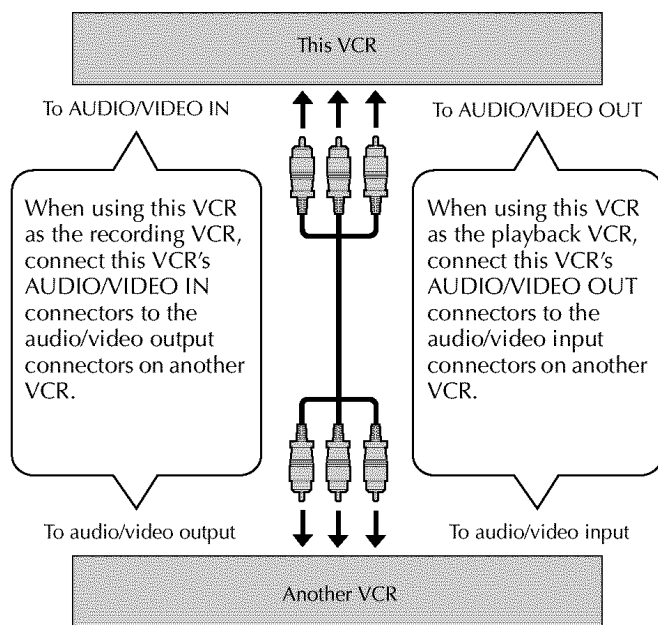 This VCR
To AUDIO/VIDEO IN
To AUDIO/VIDEO OUT
When using this VCR
as the recording VCR,
connect this VCR's
AUDIO/VIDEO IN
connectors to the
audio/video output
connectors on another
VCR.
When using this VCR
as the playback VCR,
connect this VCR's
AUDIO/VIDEO OUT
connectors to the
audio/video input
connectors on another
VCR.
To audio/video output
To audio/video input
Another VCR